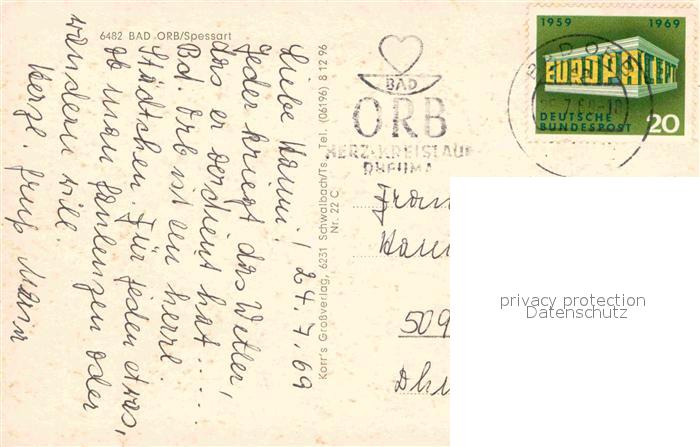 6482 BAD ORB/Spessart
Liebe Hanni! 24.7.69
Jeder kriegt das Wetter,
das er verdient hat....
Bd. Orb ist ein herrl.
Städtchen. Für jeden etwas,
ob man faulenzen oder
wandern will.
Herzl. Gruß
Korr's Großverlag, 6231 Schwalbach/Ts. Tel. (06196) 8 12 96
Nr. 22 C
BAD
ORB
HERZ-KREISLAUF
RHEUMA
1959 1969
EUROPA CEPT
DEUTSCHE
BUNDESPOST 20
509
privacy protection
Datenschutz